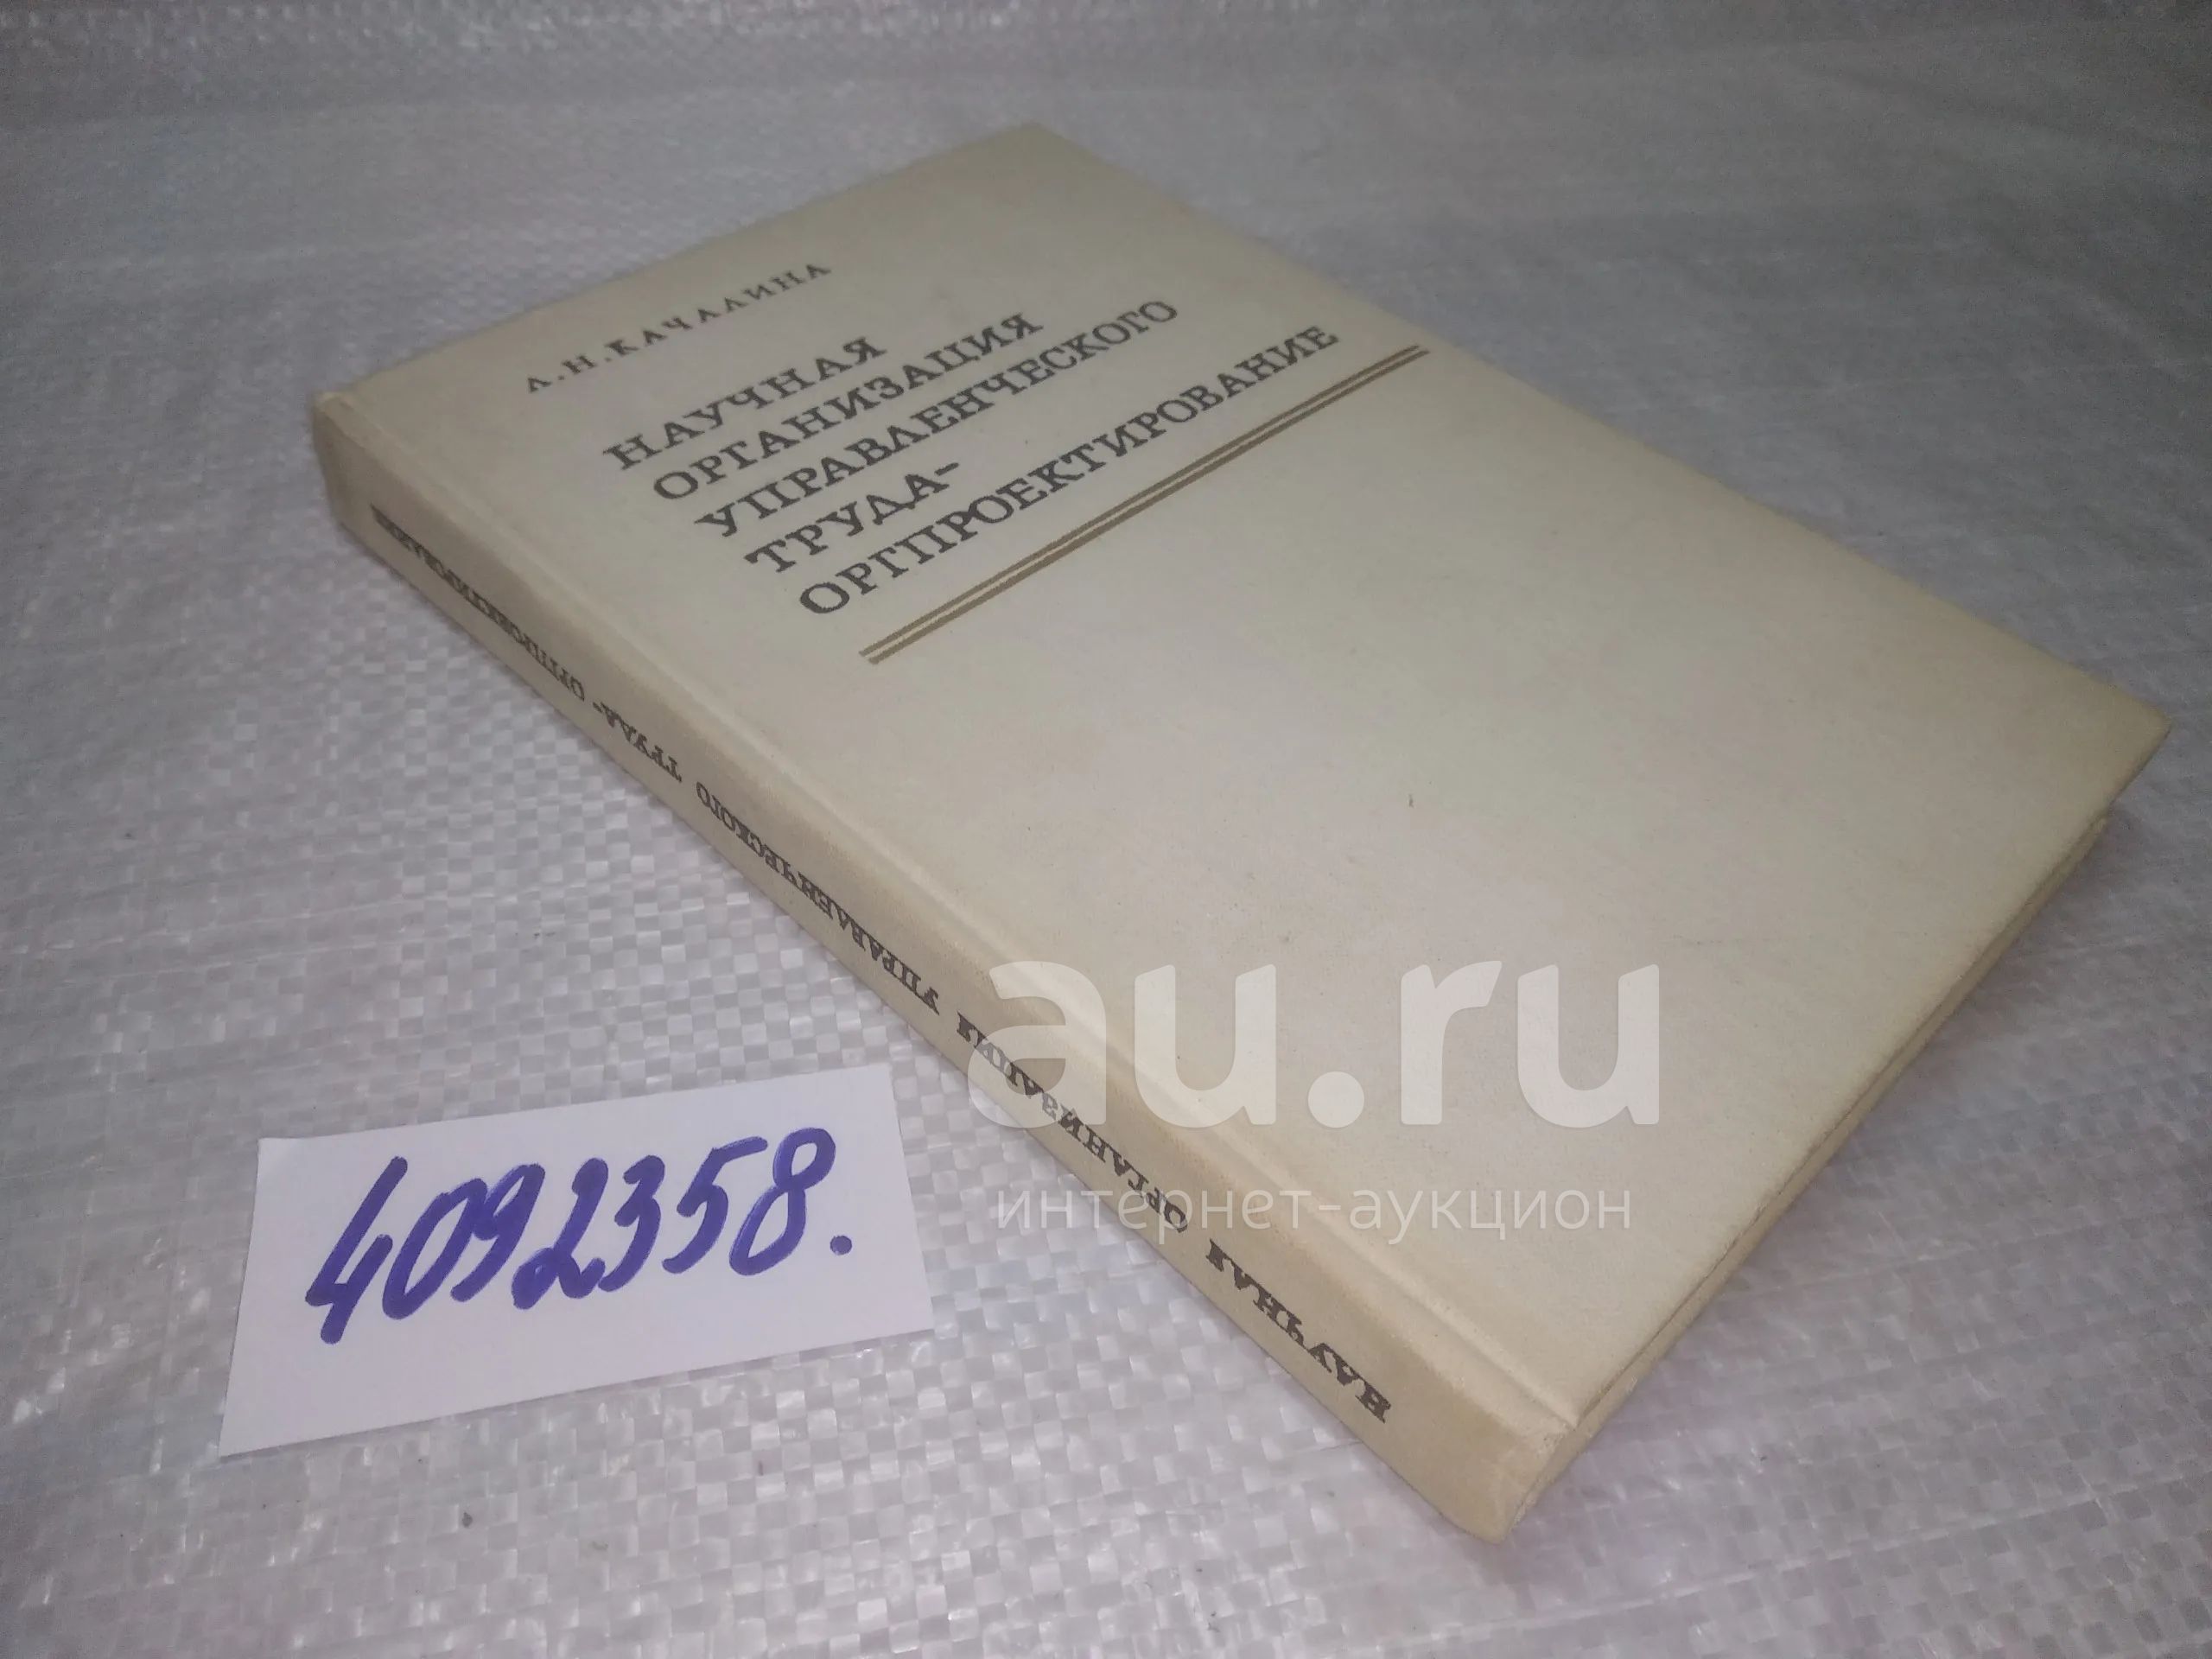 Л.Н.КАЧАЛИНА
НАУЧНАЯ
ОРГАНИЗАЦИЯ
УПРАВЛЕНЧЕСКОГО
ТРУДА-
ОРГПРОЕКТИРОВАНИЕ
НАУЧНАЯ ОРГАНИЗАЦИЯ УПРАВЛЕНЧЕСКОГО ТРУДА-ОРГПРОЕКТИРОВАНИЕ
4092358.
au.ru
интернет-аукцион